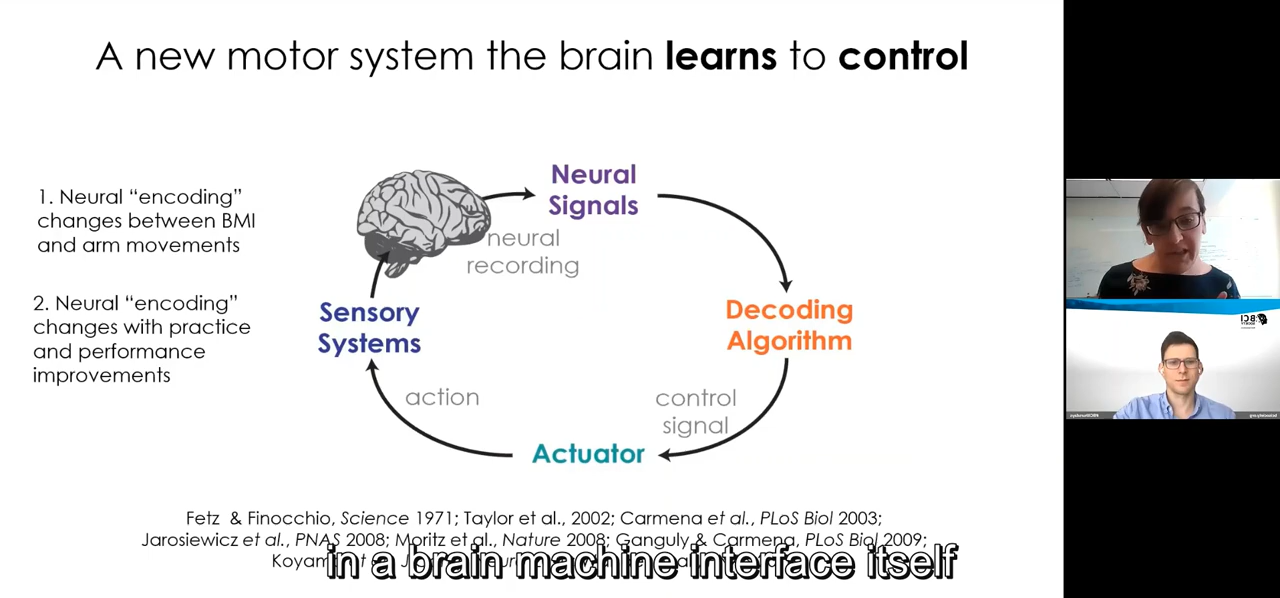 A new motor system the brain learns to control
1. Neural “encoding”
changes between BMI
and arm movements
2. Neural “encoding”
changes with practice
and performance
improvements
Neural
Signals
neural
recording
Sensory
Systems
Decoding
Algorithm
action
control
signal
Actuator
Fetz & Finocchio, Science 1971; Taylor et al., 2002; Carmena et al., PLoS Biol 2003;
Jarosiewicz et al., PNAS 2008; Moritz et al., Nature 2008; Ganguly & Carmena, PLoS Biol 2009;
in a brain machine interface itself